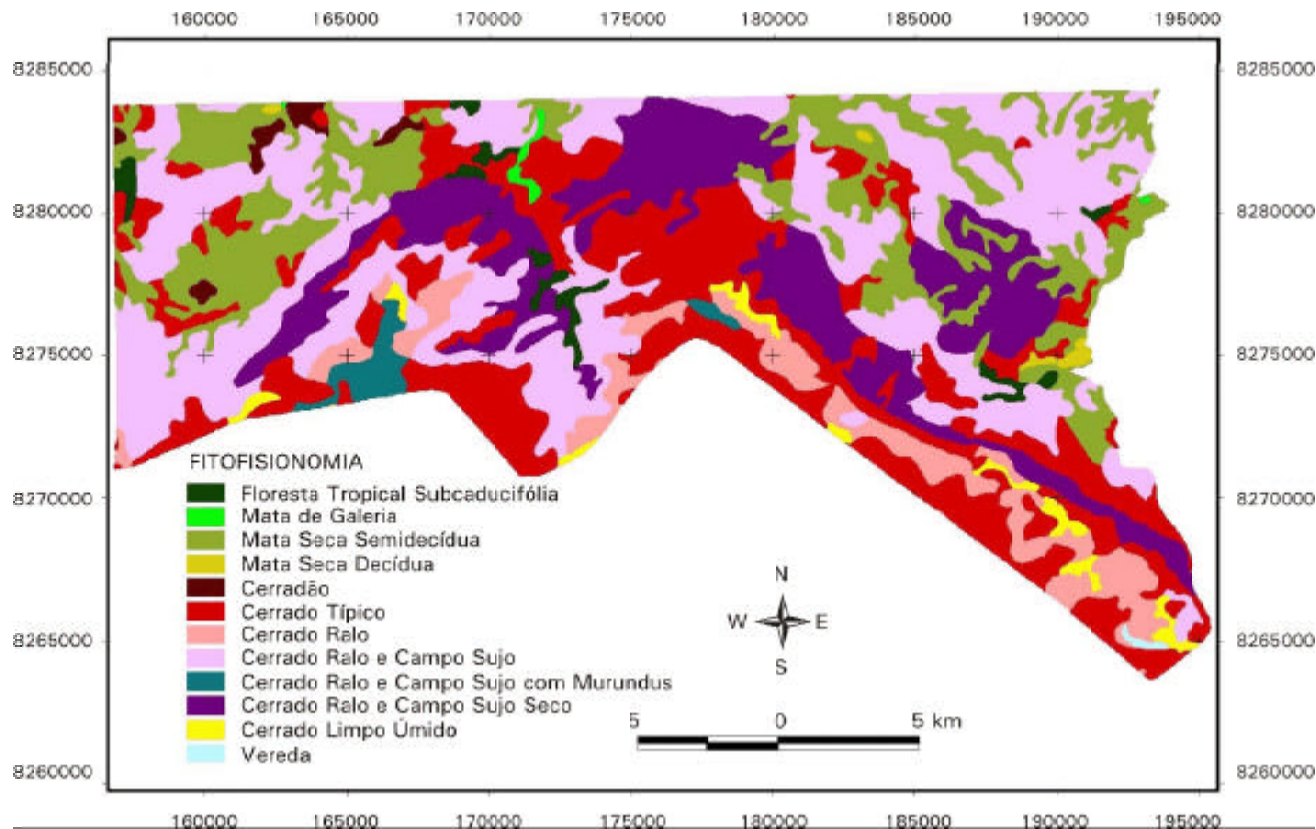 160000 165000 170000 175000 180000 185000 190000 195000
8285000 8285000
8280000 8280000
8275000 8275000
FITOFISIONOMIA
8270000 8270000
Floresta Tropical Subcaducifólia
Mata de Galeria
Mata Seca Semidecídua
Mata Seca Decídua
Cerradão
Cerrado Típico
Cerrado Ralo
Cerrado Ralo e Campo Sujo
Cerrado Ralo e Campo Sujo com Murundus
Cerrado Ralo e Campo Sujo Seco
Cerrado Limpo Úmido
Vereda
N
W E
S
8265000 8265000
5 0 5 km
8260000 8260000
160000 165000 170000 175000 180000 185000 190000 195000